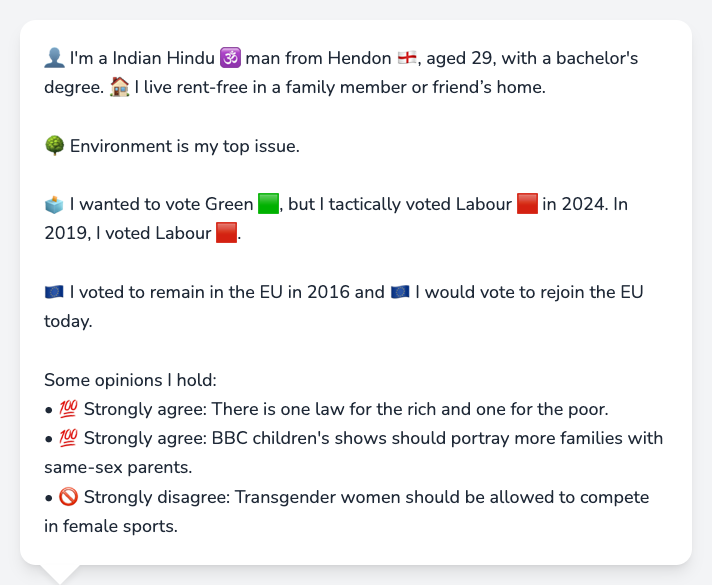 👤 I'm a Indian Hindu 🕉️ man from Hendon 🏴󠁧󠁢󠁥󠁮󠁧󠁿, aged 29, with a bachelor's
degree. 🏠 I live rent-free in a family member or friend’s home.
🌳 Environment is my top issue.
🗳️ I wanted to vote Green 🟩, but I tactically voted Labour 🟥 in 2024. In
2019, I voted Labour 🟥.
🇪🇺 I voted to remain in the EU in 2016 and 🇪🇺 I would vote to rejoin the EU
today.
Some opinions I hold:
• 💯 Strongly agree: There is one law for the rich and one for the poor.
• 💯 Strongly agree: BBC children's shows should portray more families with
same-sex parents.
• 🚫 Strongly disagree: Transgender women should be allowed to compete
in female sports.